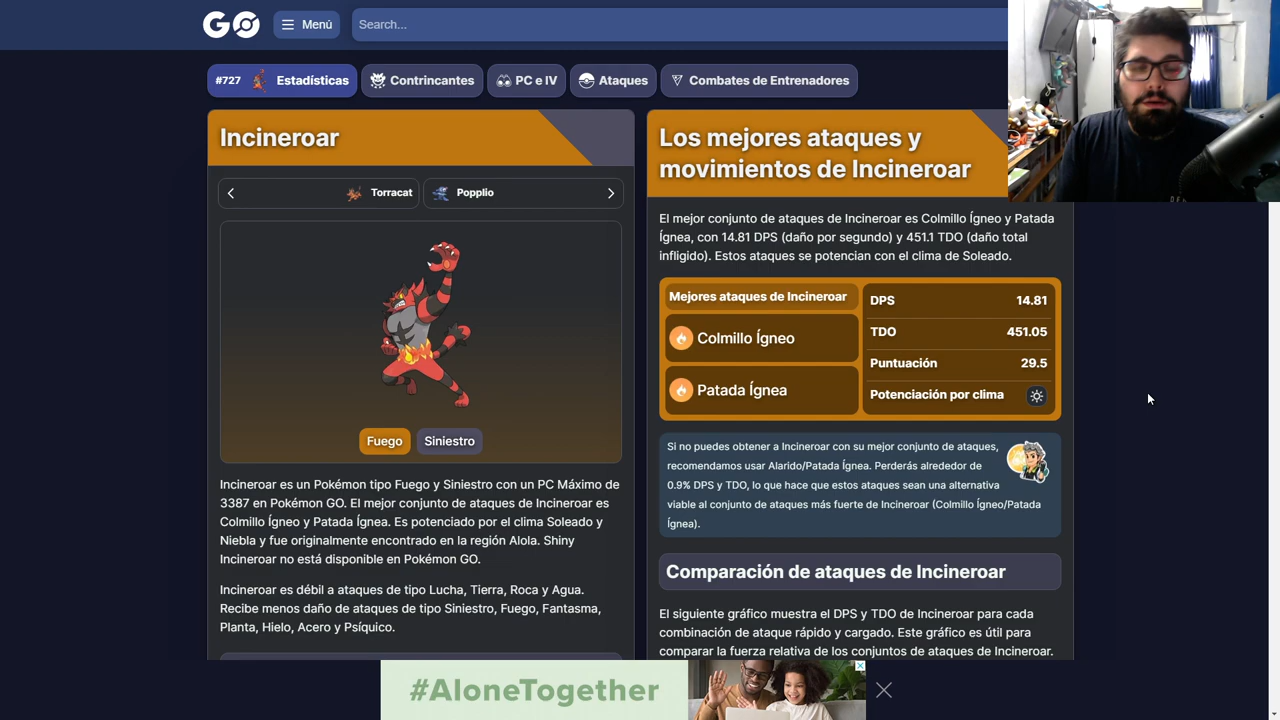 GO
Menú
Search...
#727 Estadísticas
Contrincantes
PC e IV
Ataques
Combates de Entrenadores
Incineroar
Torracat
Popplio
Fuego
Siniestro
Incineroar es un Pokémon tipo Fuego y Siniestro con un PC Máximo de
3387 en Pokémon GO. El mejor conjunto de ataques de Incineroar es
Colmillo Ígneo y Patada Ígnea. Es potenciado por el clima Soleado y
Niebla y fue originalmente encontrado en la región Alola. Shiny
Incineroar no está disponible en Pokémon GO.
Incineroar es débil a ataques de tipo Lucha, Tierra, Roca y Agua.
Recibe menos daño de ataques de tipo Siniestro, Fuego, Fantasma,
Planta, Hielo, Acero y Psíquico.
Los mejores ataques y
movimientos de Incineroar
El mejor conjunto de ataques de Incineroar es Colmillo Ígneo y Patada
Ígnea, con 14.81 DPS (daño por segundo) y 451.1 TDO (daño total
infligido). Estos ataques se potencian con el clima de Soleado.
Mejores ataques de Incineroar
Colmillo Ígneo
Patada Ígnea
DPS 14.81
TDO 451.05
Puntuación 29.5
Potenciación por clima
Si no puedes obtener a Incineroar con su mejor conjunto de ataques,
recomendamos usar Alarido/Patada Ígnea. Perderás alrededor de
0.9% DPS y TDO, lo que hace que estos ataques sean una alternativa
viable al conjunto de ataques más fuerte de Incineroar (Colmillo Ígneo/Patada
Ígnea).
Comparación de ataques de Incineroar
El siguiente gráfico muestra el DPS y TDO de Incineroar para cada
combinación de ataque rápido y cargado. Este gráfico es útil para
comparar la fuerza relativa de los conjuntos de ataques de Incineroar.
#AloneTogether